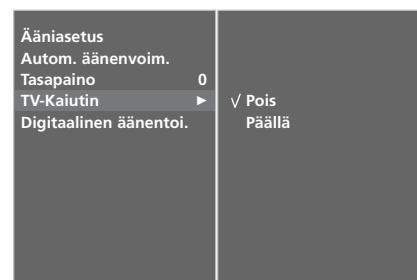 Ääniasetus
Autom. äänenvoim.
Tasapaino 0
TV-Kaiutin ► √ Pois
Digitaalinen äänentoi. Päällä